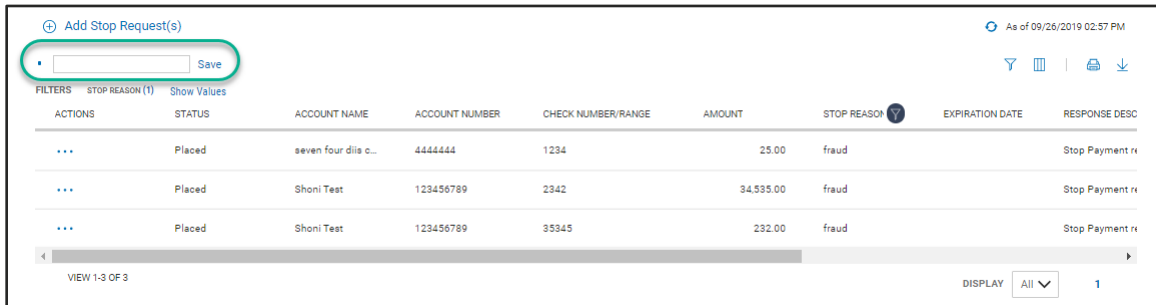 Add Stop Request(s) As of 09/26/2019 02:57 PM
Save
FILTERS STOP REASON (1) Show Values
ACTIONS STATUS ACCOUNT NAME ACCOUNT NUMBER CHECK NUMBER/RANGE AMOUNT STOP REASON EXPIRATION DATE RESPONSE DESC
... Placed seven four diis c... 4444444 1234 25.00 fraud Stop Payment re
... Placed Shoni Test 123456789 2342 34,535.00 fraud Stop Payment re
... Placed Shoni Test 123456789 35345 232.00 fraud Stop Payment re
VIEW 1-3 OF 3 DISPLAY All 1